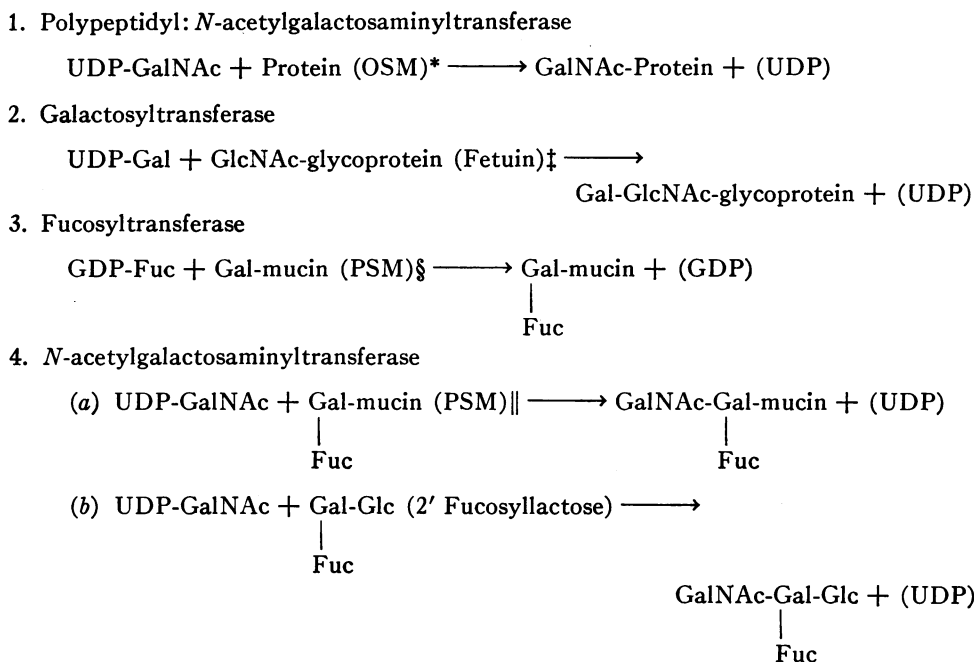 1. Polypeptidyl: N-acetylgalactosaminyltransferase
UDP-GalNAc + Protein (OSM)* ⟶ GalNAc-Protein + (UDP)
2. Galactosyltransferase
UDP-Gal + GlcNAc-glycoprotein (Fetuin)‡ ⟶
Gal-GlcNAc-glycoprotein + (UDP)
3. Fucosyltransferase
GDP-Fuc + Gal-mucin (PSM)§ ⟶ Gal-mucin + (GDP)
|
Fuc
4. N-acetylgalactosaminyltransferase
(a) UDP-GalNAc + Gal-mucin (PSM)‖ ⟶ GalNAc-Gal-mucin + (UDP)
| |
Fuc Fuc
(b) UDP-GalNAc + Gal-Glc (2′ Fucosyllactose) ⟶
|
Fuc
GalNAc-Gal-Glc + (UDP)
|
Fuc